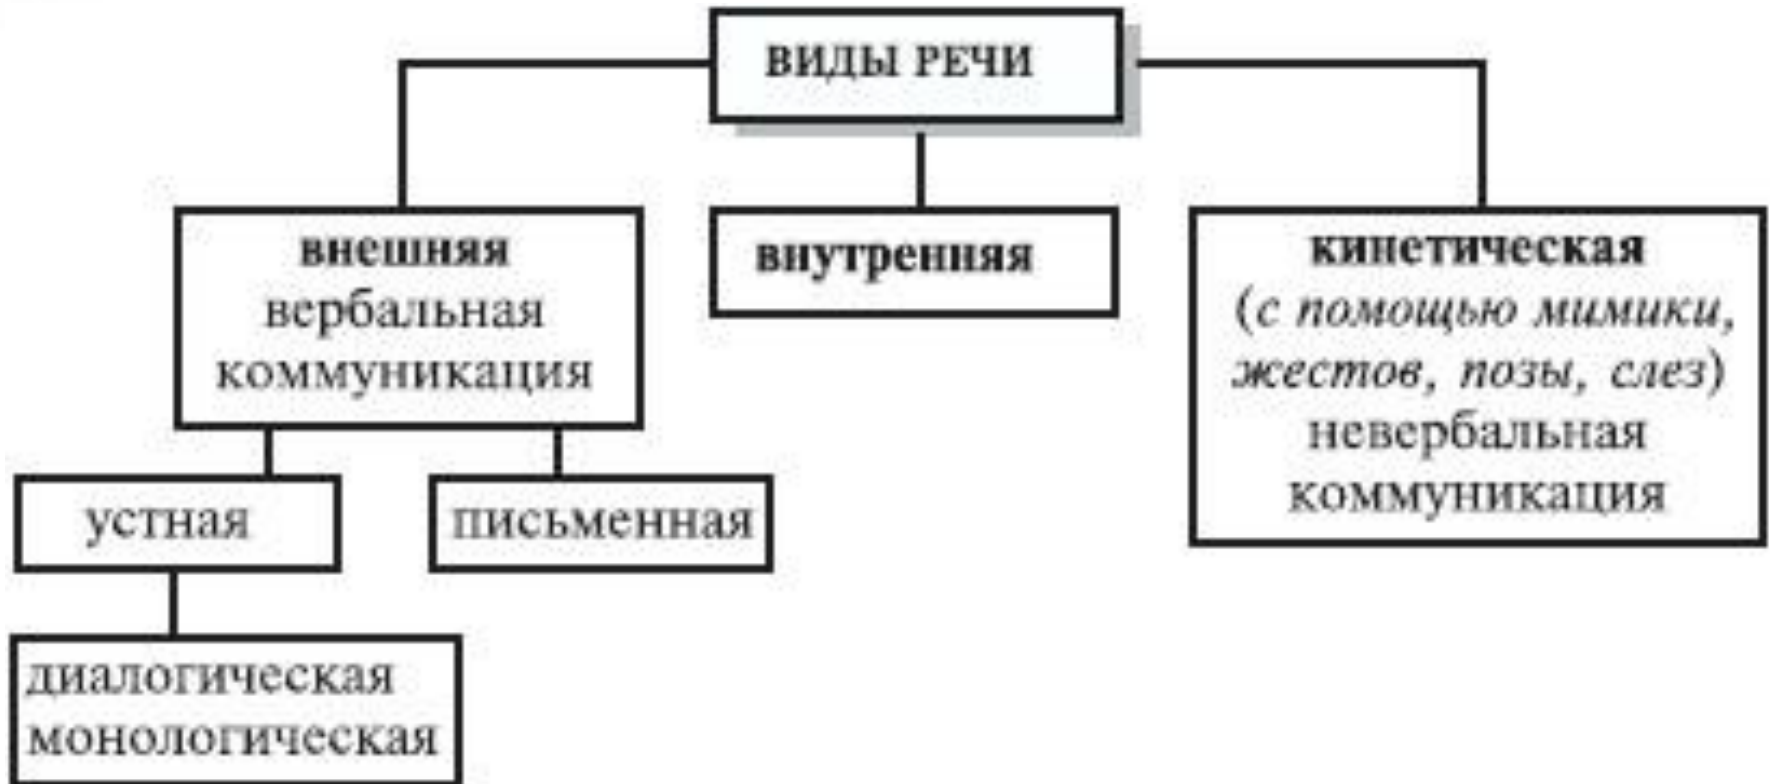 ВИДЫ РЕЧИ
внешняя
вербальная
коммуникация
внутренняя
кинетическая
(с помощью мимики,
жестов, позы, слез)
невербальная
коммуникация
устная
письменная
диалогическая
монологическая